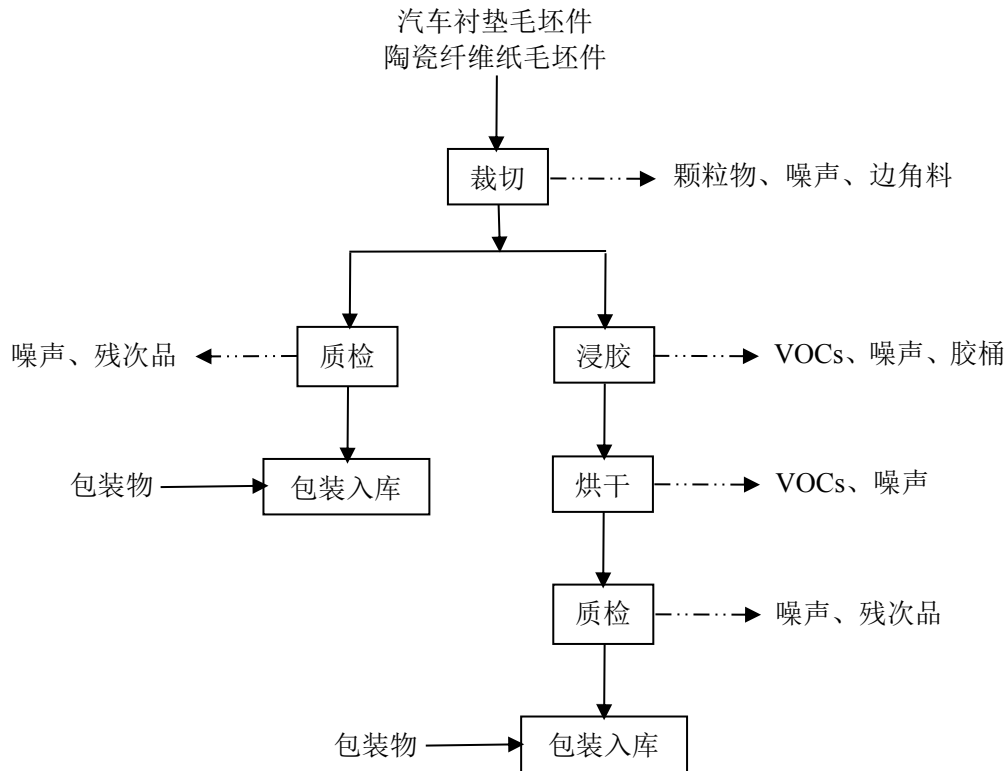 汽车衬垫毛坯件
陶瓷纤维纸毛坯件
裁切
颗粒物、噪声、边角料
噪声、残次品
质检
浸胶
VOCs、噪声、胶桶
包装物
包装入库
烘干
VOCs、噪声
质检
噪声、残次品
包装物
包装入库